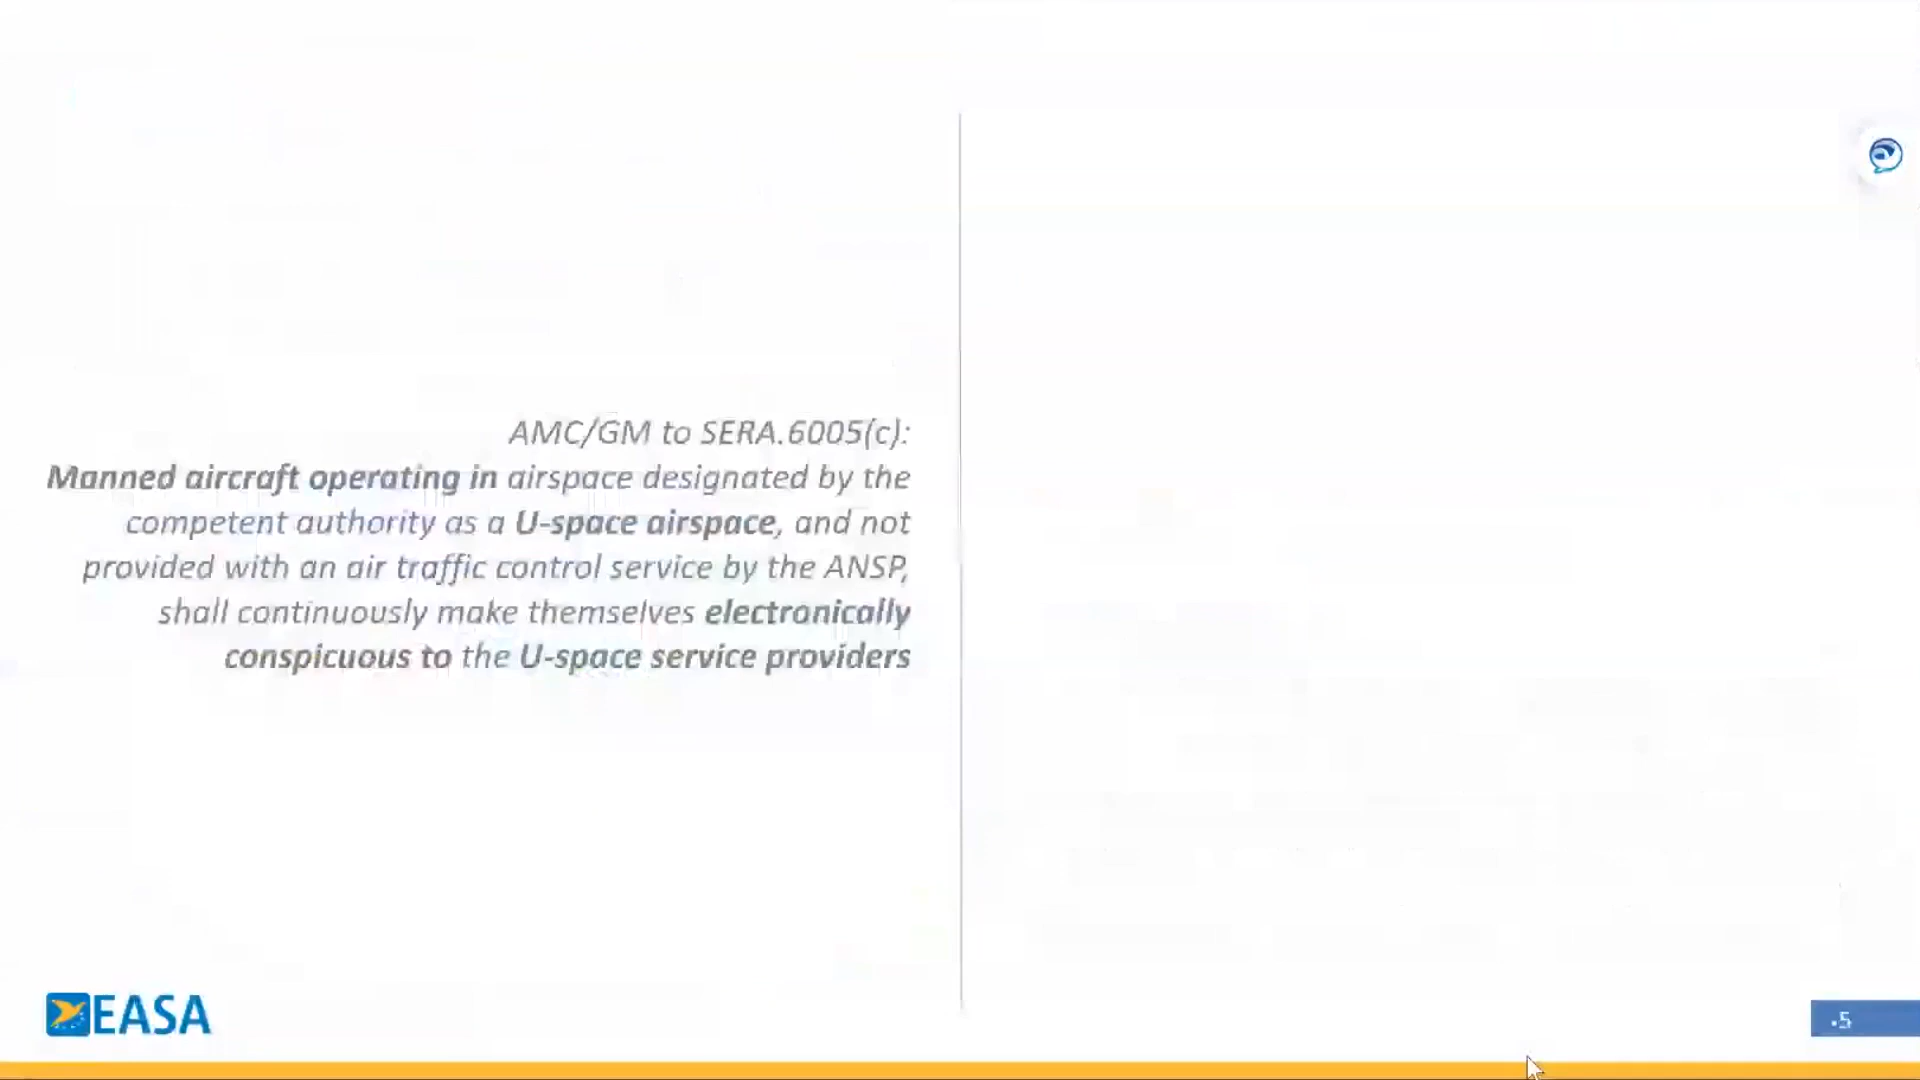 AMC/GM to SERA.6005(c):
Manned aircraft operating in airspace designated by the
competent authority as a U-space airspace, and not
provided with an air traffic control service by the ANSP,
shall continuously make themselves electronically
conspicuous to the U-space service providers
EASA
.5